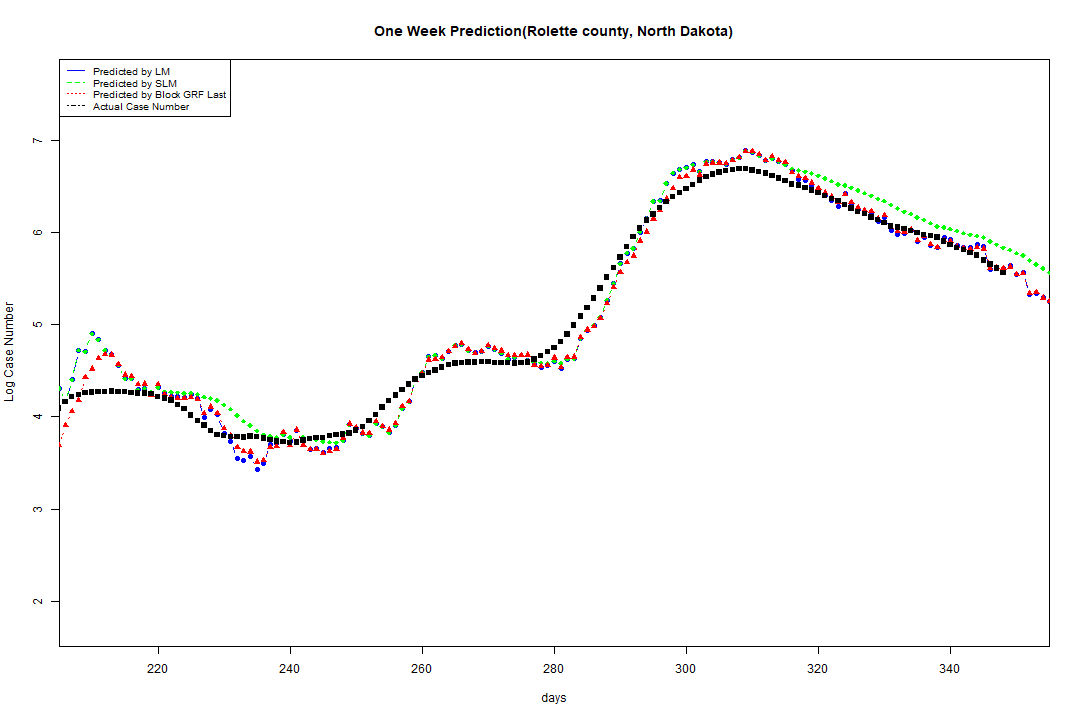 One Week Prediction(Rolette county, North Dakota)
Predicted by LM
Predicted by SLM
Predicted by Block GRF Last
Actual Case Number
7
6
5
4
3
2
Log Case Number
220 240 260 280 300 320 340
days